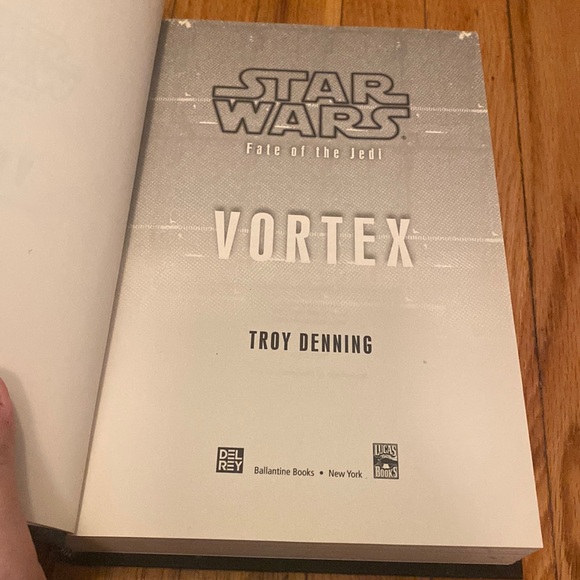 STAR
WARS
Fate of the Jedi
VORTEX
TROY DENNING
DEL
REY
Ballantine Books • New York
LUCAS
BOOKS